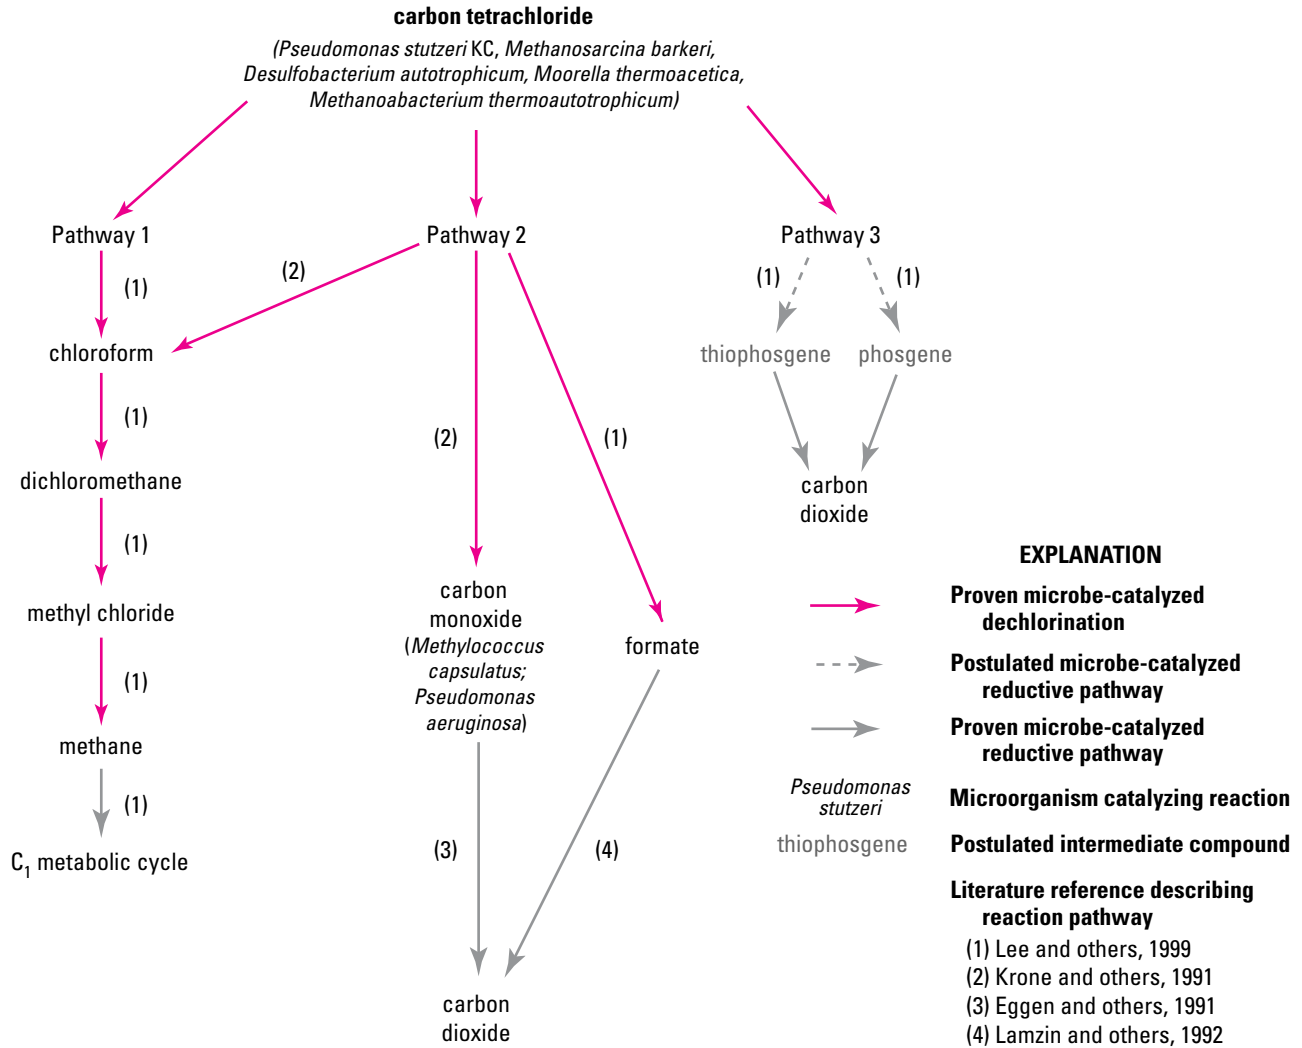 carbon tetrachloride
(Pseudomonas stutzeri KC, Methanosarcina barkeri,
Desulfobacterium autotrophicum, Moorella thermoacetica,
Methanoabacterium thermoautotrophicum)
Pathway 1
Pathway 2
Pathway 3
(1)
(2)
(1)
(1)
chloroform
thiophosgene
phosgene
(1)
(2)
(1)
dichloromethane
carbon
dioxide
(1)
methyl chloride
carbon
monoxide
(Methylococcus
capsulatus;
Pseudomonas
aeruginosa)
formate
(1)
methane
(1)
C₁ metabolic cycle
(3)
(4)
carbon
dioxide
EXPLANATION
Proven microbe-catalyzed
dechlorination
Postulated microbe-catalyzed
reductive pathway
Proven microbe-catalyzed
reductive pathway
Pseudomonas
stutzeri
Microorganism catalyzing reaction
thiophosgene
Postulated intermediate compound
Literature reference describing
reaction pathway
(1) Lee and others, 1999
(2) Krone and others, 1991
(3) Eggen and others, 1991
(4) Lamzin and others, 1992